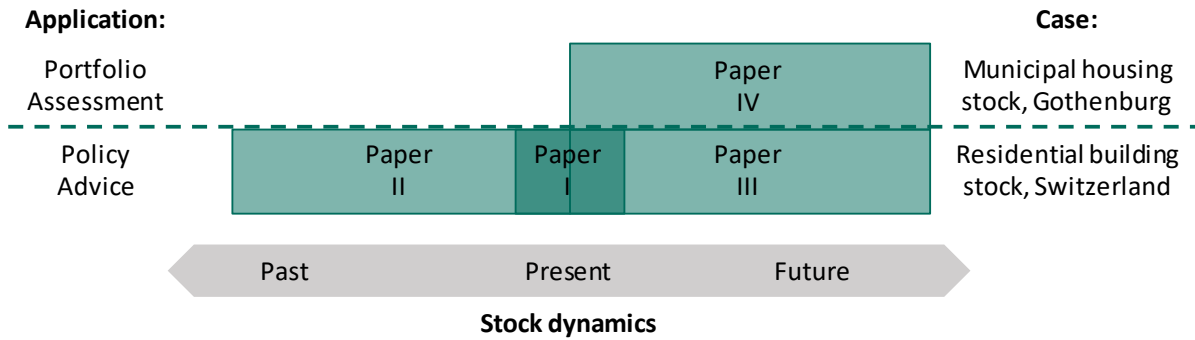 Application:
Case:
Portfolio
Assessment
Paper
IV
Municipal housing
stock, Gothenburg
Policy
Advice
Paper
II
Paper
I
Paper
III
Residential building
stock, Switzerland
Past
Present
Future
Stock dynamics